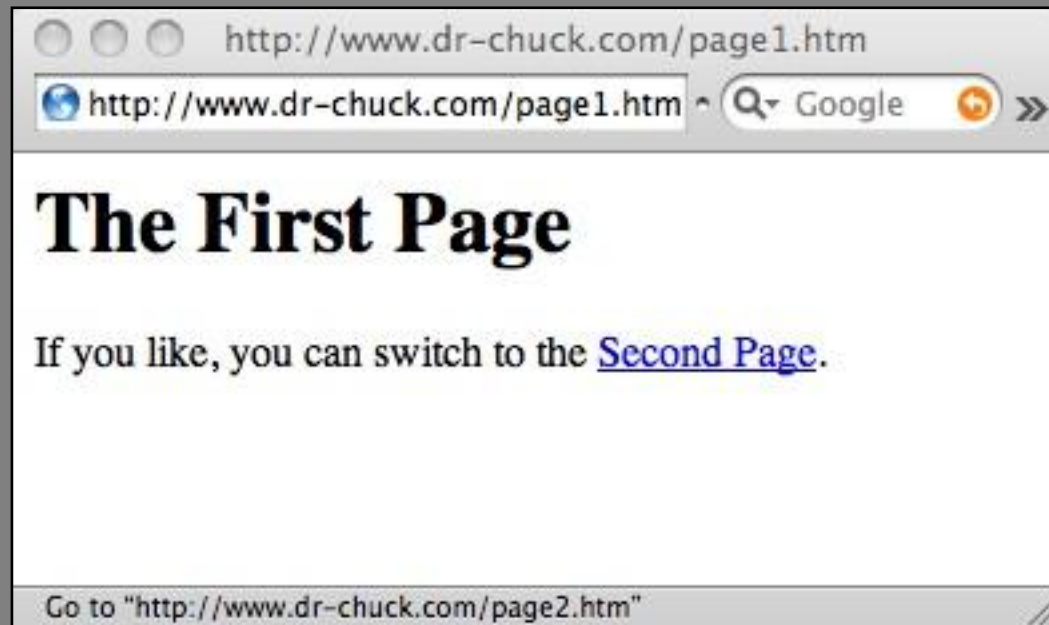 http://www.dr-chuck.com/page1.htm
http://www.dr-chuck.com/page1.htm Google
The First Page
If you like, you can switch to the Second Page.
Go to "http://www.dr-chuck.com/page2.htm"